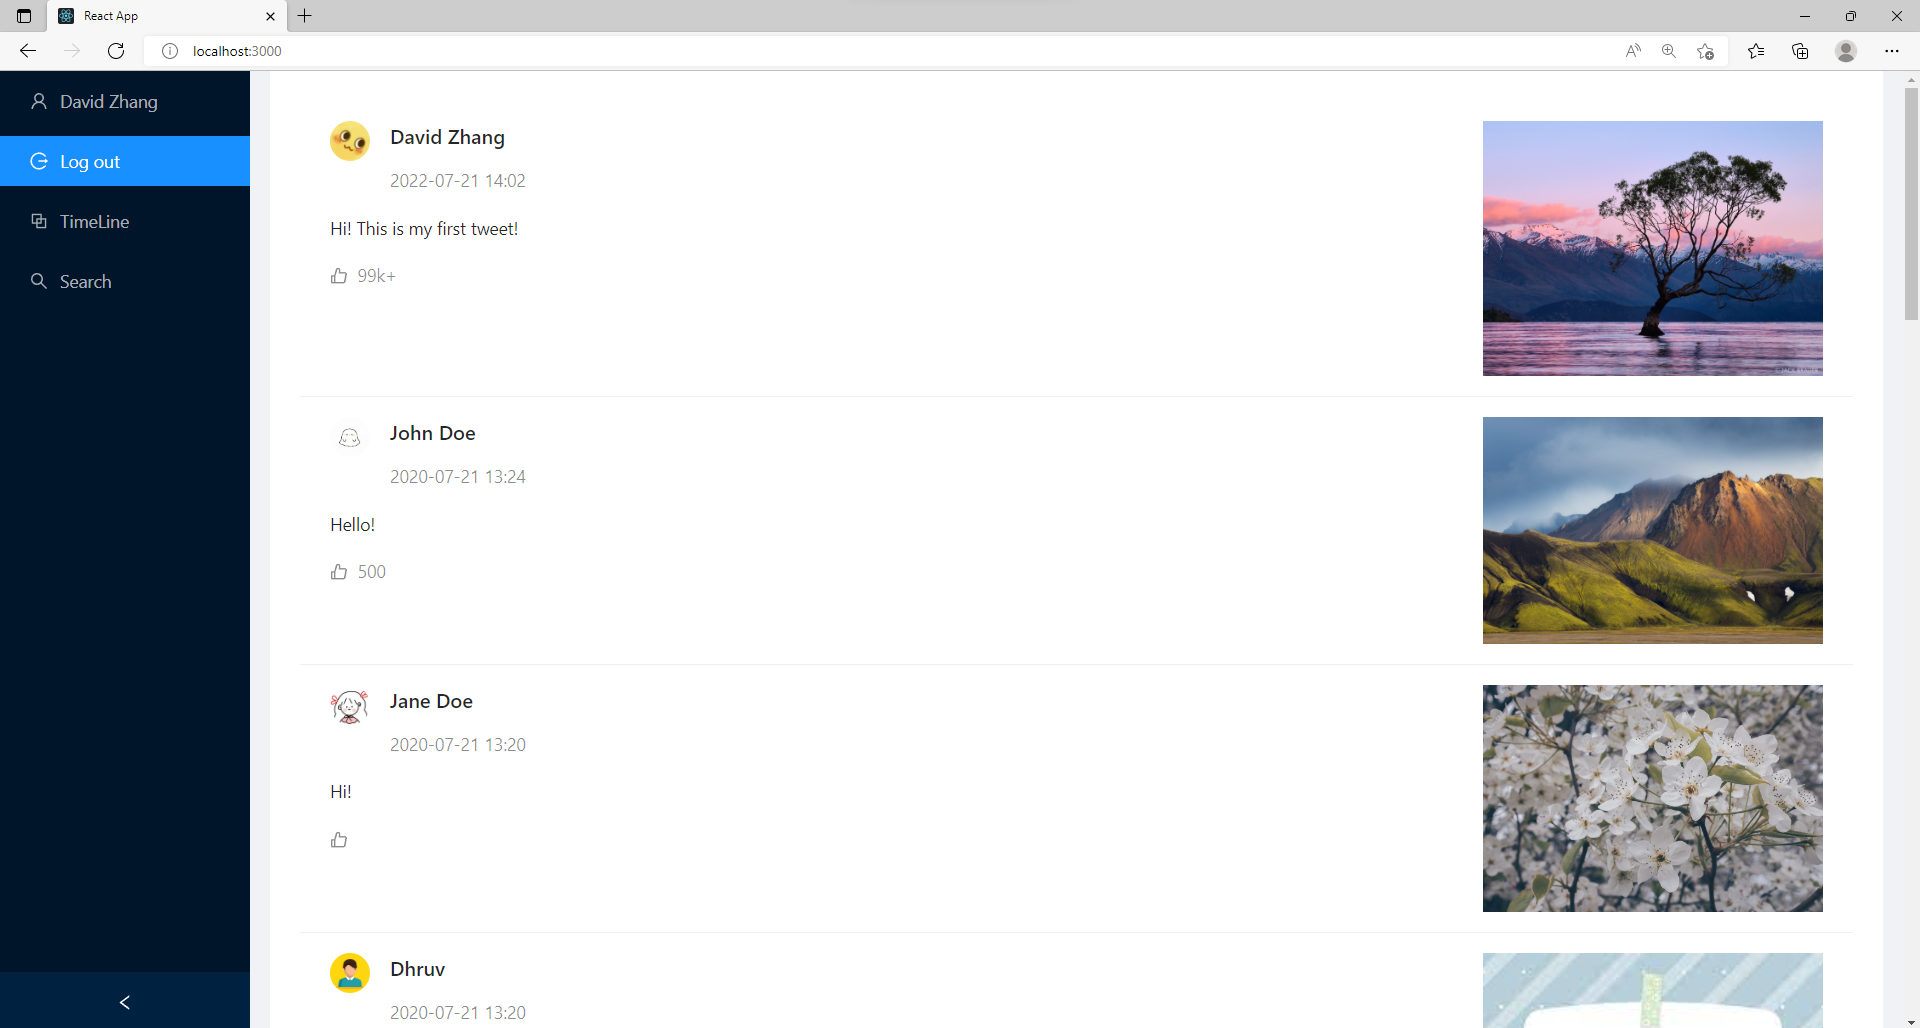 React App
localhost:3000
David Zhang
Log out
TimeLine
Search
David Zhang
2022-07-21 14:02
Hi! This is my first tweet!
99k+
John Doe
2020-07-21 13:24
Hello!
500
Jane Doe
2020-07-21 13:20
Hi!
Dhruv
2020-07-21 13:20